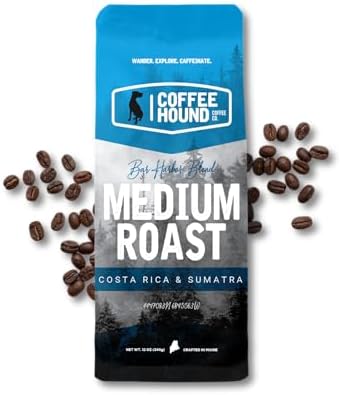 WANDER. EXPLORE. CAFFEINATE.
COFFEE
HOUND
COFFEE
CO.
Bar Harbor Blend
MEDIUM
ROAST
COSTA RICA & SUMATRA
NET WT. 12 OZ (340g)
CRAFTED IN MAINE